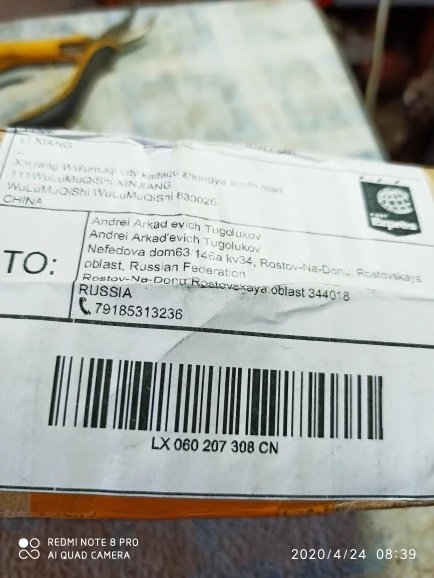 LI XIANG
Xinjiang Wulumuqi city kaifaqu zhongya south road
111WuLuMuQiShi XINJIANG
WuLuMuQiShi WuLuMuQiShi 830026
CHINA
Express
TO:
Andrei Arkad evich Tugolukov
Andrei Arkad'evich Tugolukov
Nefedova dom63/146a kv34, Rostov-Na-Donu, Rostovskaya
oblast, Russian Federation
Rostov-Na-Donu Rostovskaya oblast 344018
RUSSIA
79185313236
LX 060 207 308 CN
REDMI NOTE 8 PRO
AI QUAD CAMERA
2020/4/24 08:39